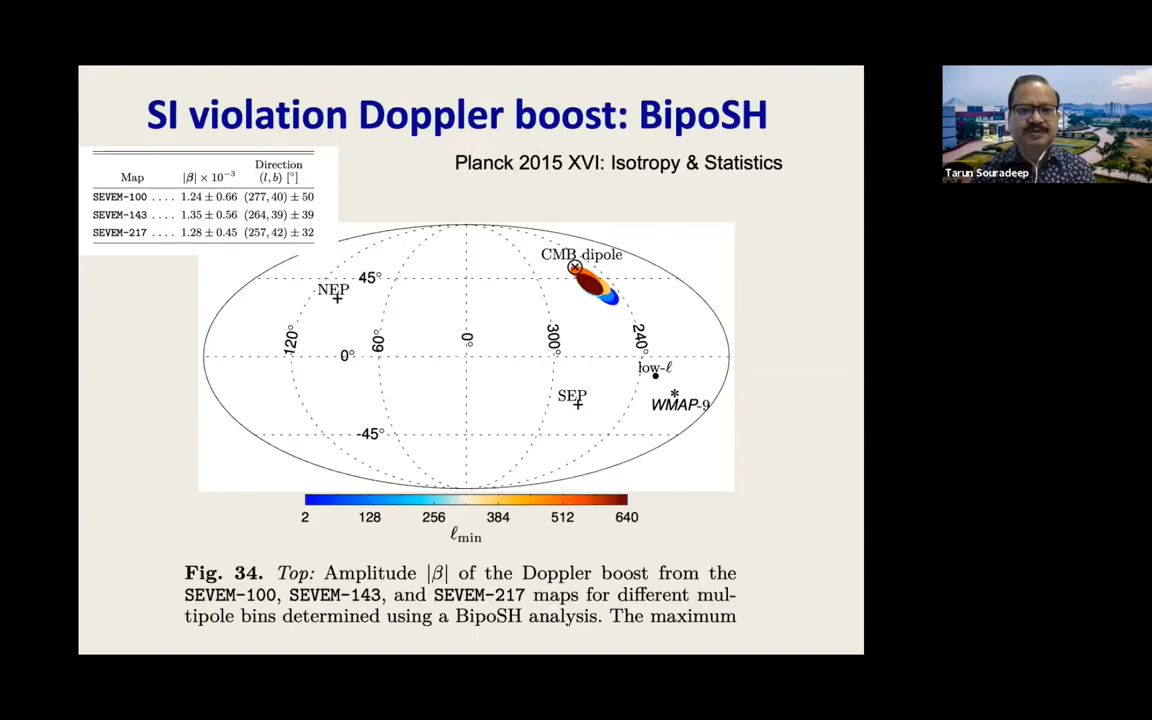 SI violation Doppler boost: BipoSH
Planck 2015 XVI: Isotropy & Statistics
Direction
Map |β| × 10⁻³ (l, b) [°]
SEVEM-100 .... 1.24 ± 0.66 (277, 40) ± 50
SEVEM-143 .... 1.35 ± 0.56 (264, 39) ± 39
SEVEM-217 .... 1.28 ± 0.45 (257, 42) ± 32
Tarun Souradeep
CMB dipole
45°
NEP
120° 60° 0° 300° 240°
0°
low-ℓ
SEP
WMAP-9
-45°
2 128 256 384 512 640
ℓmin
Fig. 34. Top: Amplitude |β| of the Doppler boost from the
SEVEM-100, SEVEM-143, and SEVEM-217 maps for different mul-
tipole bins determined using a BipoSH analysis. The maximum